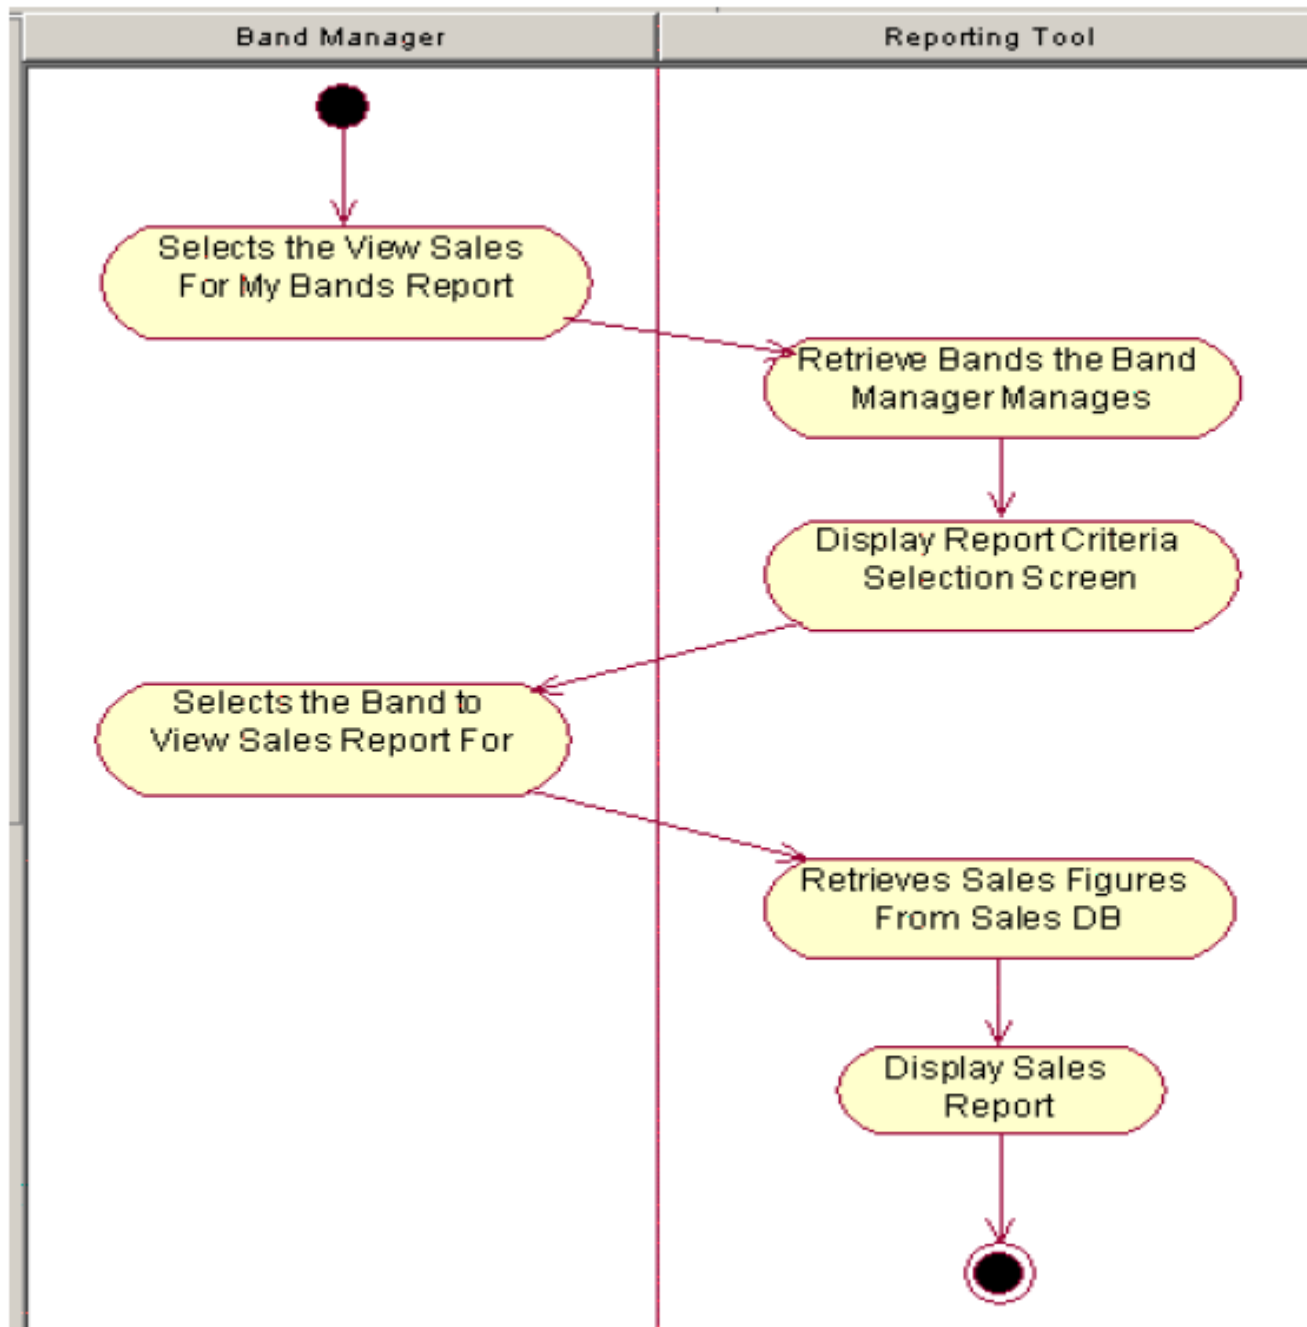 Band Manager
Reporting Tool
Selects the View Sales
For My Bands Report
Retrieve Bands the Band
Manager Manages
Display Report Criteria
Selection Screen
Selects the Band to
View Sales Report For
Retrieves Sales Figures
From Sales DB
Display Sales
Report